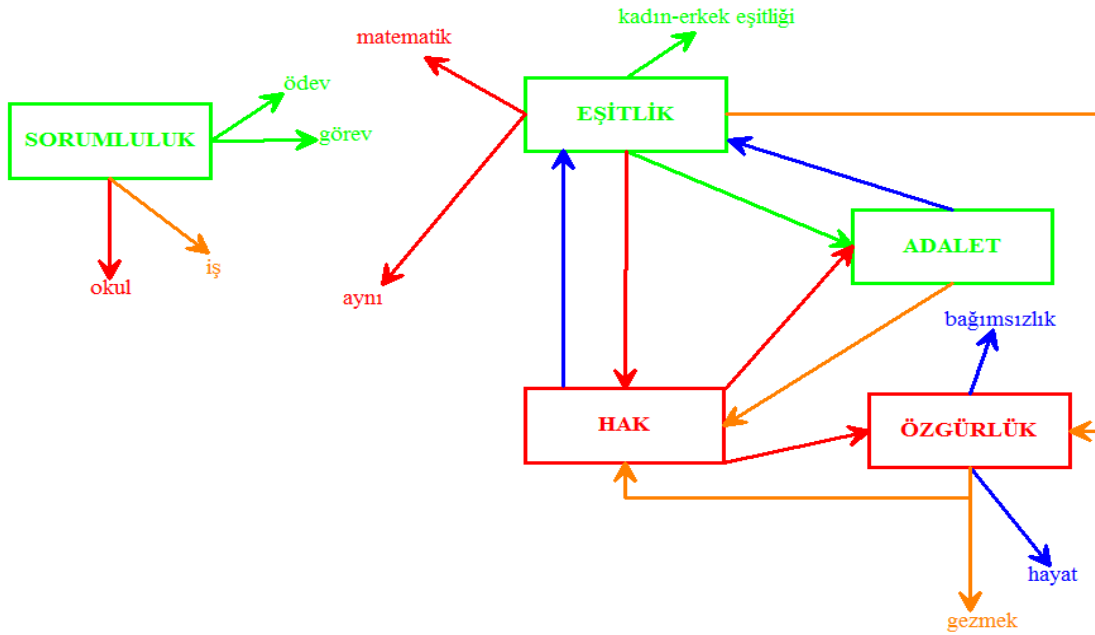 kadın-erkek eşitliği
matematik
ödev
EŞİTLİK
SORUMLULUK
görev
ADALET
iş
okul
aynı
bağımsızlık
HAK
ÖZGÜRLÜK
hayat
gezmek